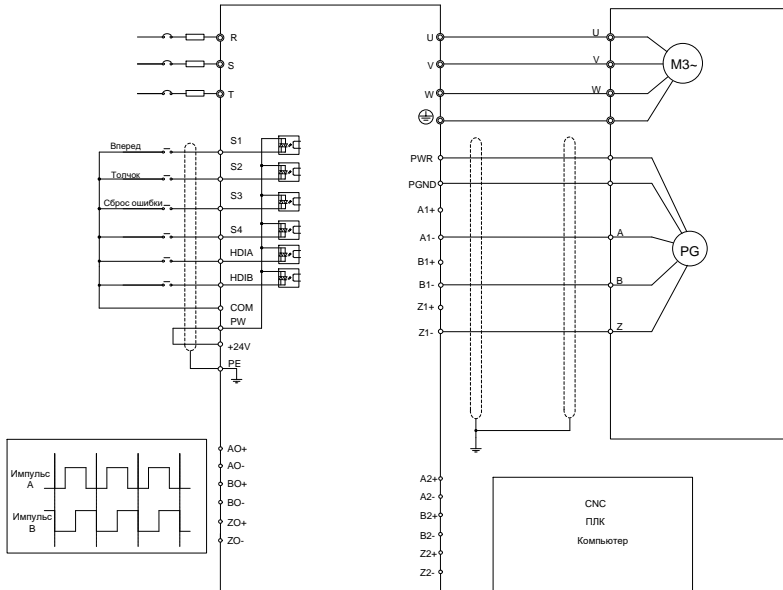 R
S
T
U
V
W
U
V
W
M3~
Вперед
Толчок
Сброс ошибки
S1
S2
S3
S4
HDIA
HDIB
COM
PW
+24V
PE
PWR
PGND
A1+
A1-
B1+
B1-
Z1+
Z1-
A
B
Z
PG
Импульс
A
Импульс
B
AO+
AO-
BO+
BO-
ZO+
ZO-
A2+
A2-
B2+
B2-
Z2+
Z2-
CNC
ПЛК
Компьютер